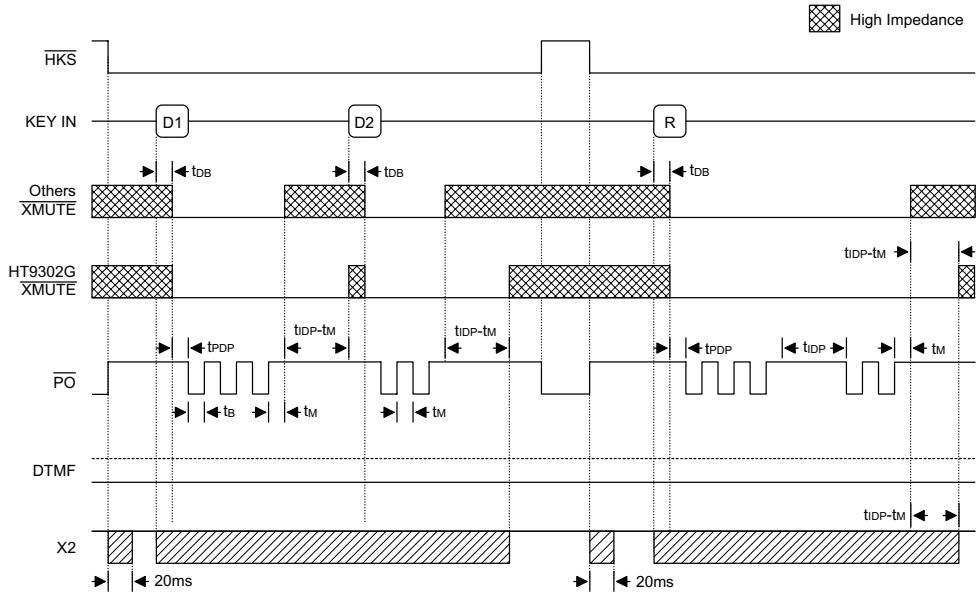 High Impedance
HKS
KEY IN
D1
D2
R
tDB
tDB
tDB
Others
XMUTE
tIDP-tM
HT9302G
XMUTE
tPDP
tIDP-tM
tIDP-tM
tPDP
tIDP
tM
PO
tB
tM
tM
DTMF
tIDP-tM
X2
20ms
20ms